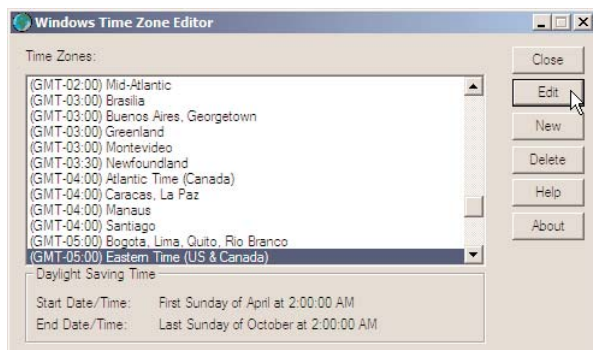 Windows Time Zone Editor
Time Zones:
(GMT-02:00) Mid-Atlantic
(GMT-03:00) Brasilia
(GMT-03:00) Buenos Aires, Georgetown
(GMT-03:00) Greenland
(GMT-03:00) Montevideo
(GMT-03:30) Newfoundland
(GMT-04:00) Atlantic Time (Canada)
(GMT-04:00) Caracas, La Paz
(GMT-04:00) Manaus
(GMT-04:00) Santiago
(GMT-05:00) Bogota, Lima, Quito, Rio Branco
(GMT-05:00) Eastern Time (US & Canada)
Daylight Saving Time
Start Date/Time: First Sunday of April at 2:00:00 AM
End Date/Time: Last Sunday of October at 2:00:00 AM
Close
Edit
New
Delete
Help
About